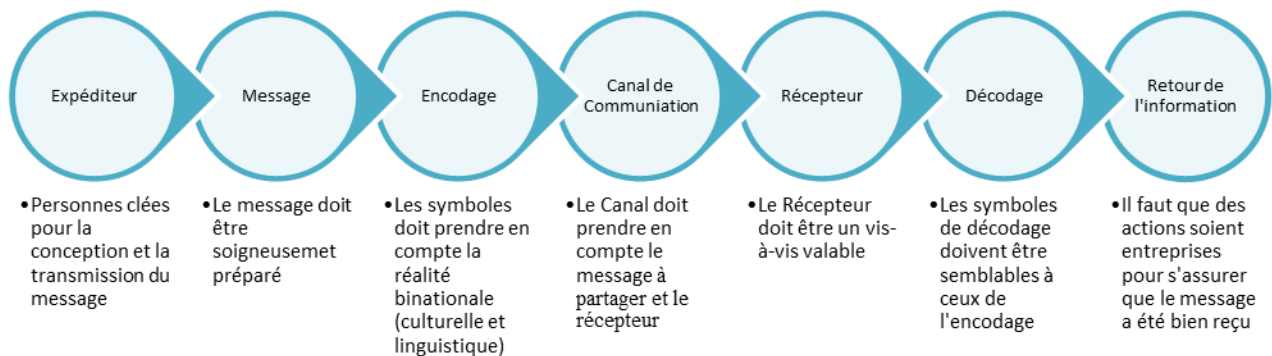 Expéditeur
Message
Encodage
Canal de
Communiation
Récepteur
Décodage
Retour de
l'information
•Personnes clées
pour la
conception et la
transmission du
message
•Le message doit
être
soigneusemet
préparé
•Les symboles
doit prendre en
compte la
réalité
binationale
(culturelle et
linguistique)
•Le Canal doit
prendre en
compte le
message à
partager et le
récepteur
•Le Récepteur
doit être un vis-
à-vis valable
•Les symboles
de décodage
doivent être
semblables à
ceux de
l'encodage
•Il faut que des
actions soient
entreprises
pour s'assurer
que le message
a été bien reçu